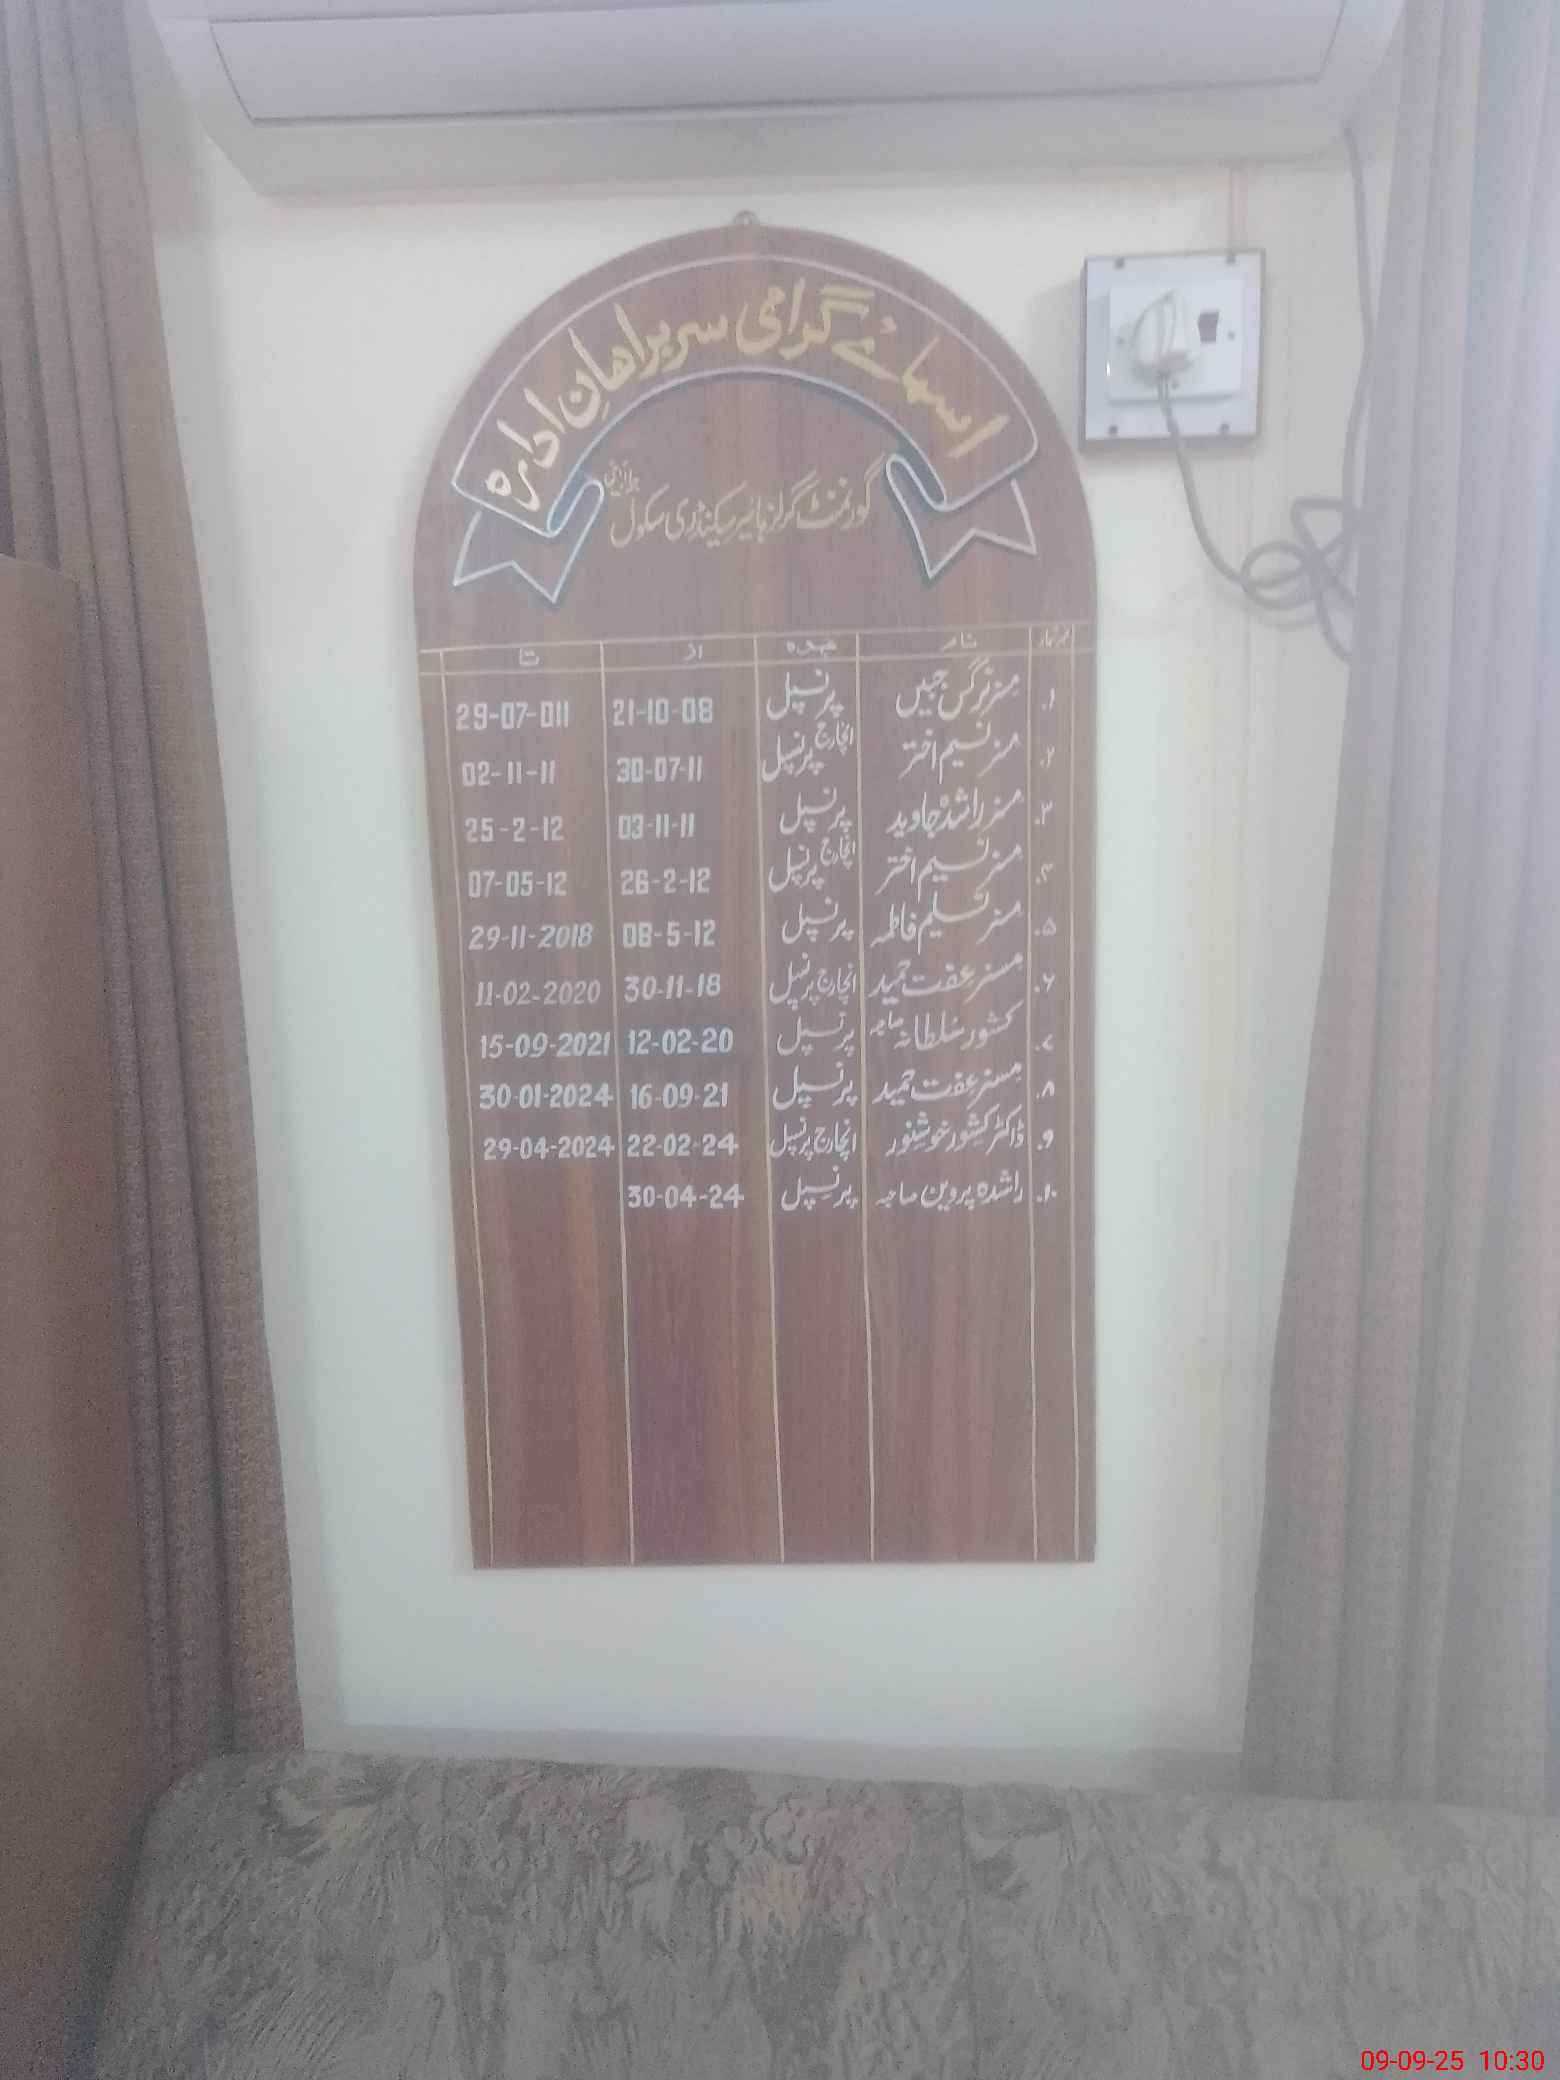 اسمائے گرامی سربراھانِ ادارہ
گورنمنٹ گرلز ہائیر سیکنڈری سکول
نمبر شمار نام عہدہ از تا
۱. مسز نرگس جبیں پرنسپل 21-10-08 29-07-011
۲. مسز نسیم اختر انچارج پرنسپل 30-07-11 02-11-11
۳. مسز راشدہ جاوید پرنسپل 03-11-11 25-2-12
۴. مسز نسیم اختر انچارج پرنسپل 26-2-12 07-05-12
۵. مسز تسلیم فاطمہ پرنسپل 08-5-12 29-11-2018
۶. مسز عفت حمید انچارج پرنسپل 30-11-18 11-02-2020
۷. کشور سلطانہ صاحبہ پرنسپل 12-02-20 15-09-2021
۸. مسز عفت حمید پرنسپل 16-09-21 30-01-2024
۹. ڈاکٹر کشور خوشنور انچارج پرنسپل 22-02-24 29-04-2024
۱۰. راشدہ پروین صاحبہ پرنسپل 30-04-24
09-09-25 10:30